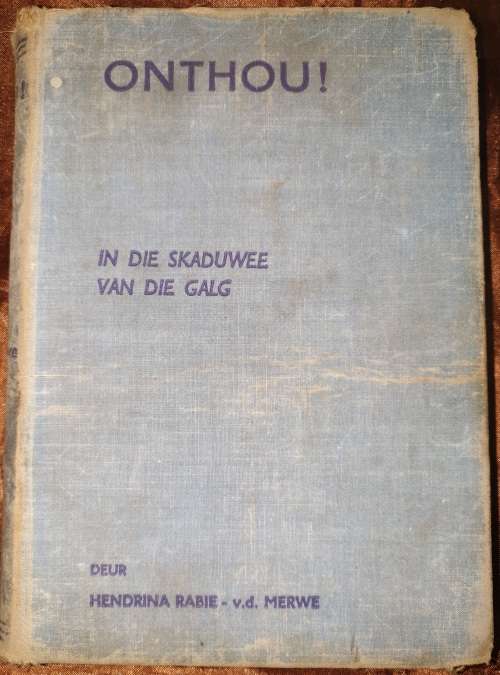 ONTHOU!
IN DIE SKADUWEE
VAN DIE GALG
DEUR
HENDRINA RABIE - v.d. MERWE